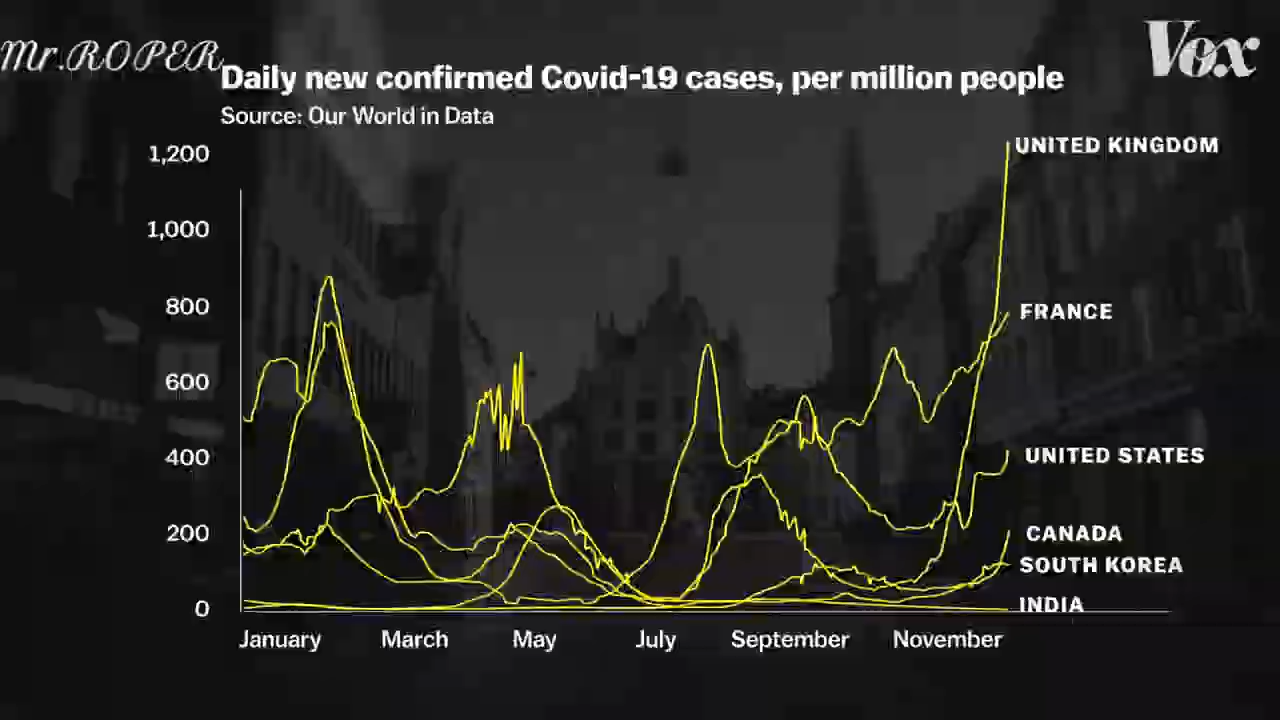 Mr.ROPER
Vox
Daily new confirmed Covid-19 cases, per million people
Source: Our World in Data
1,200
UNITED KINGDOM
1,000
800
FRANCE
600
400
UNITED STATES
200
CANADA
SOUTH KOREA
0
INDIA
January March May July September November